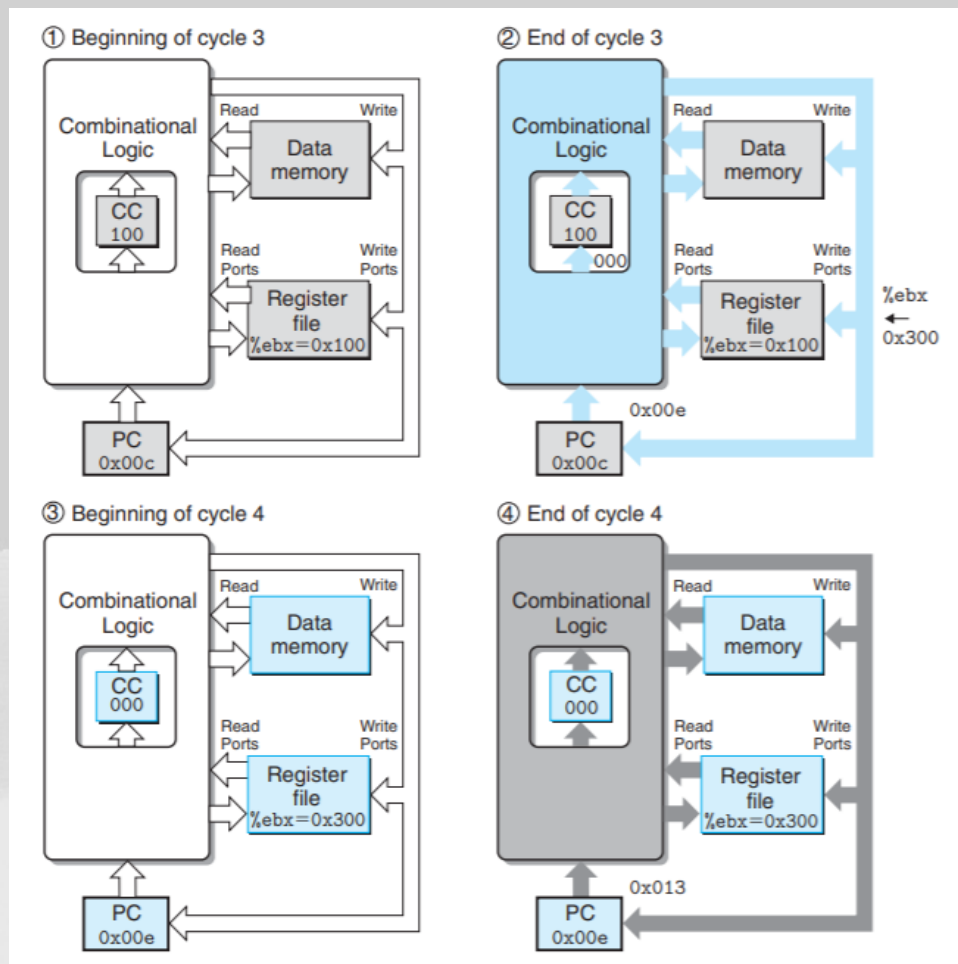 ① Beginning of cycle 3
Combinational
Logic
CC
100
Read
Write
Data
memory
Read
Ports
Write
Ports
Register
file
%ebx=0x100
PC
0x00c
② End of cycle 3
Combinational
Logic
CC
100
000
Read
Write
Data
memory
Read
Ports
Write
Ports
Register
file
%ebx=0x100
%ebx
←
0x300
0x00e
PC
0x00c
③ Beginning of cycle 4
Combinational
Logic
CC
000
Read
Write
Data
memory
Read
Ports
Write
Ports
Register
file
%ebx=0x300
PC
0x00e
④ End of cycle 4
Combinational
Logic
CC
000
Read
Write
Data
memory
Read
Ports
Write
Ports
Register
file
%ebx=0x300
0x013
PC
0x00e